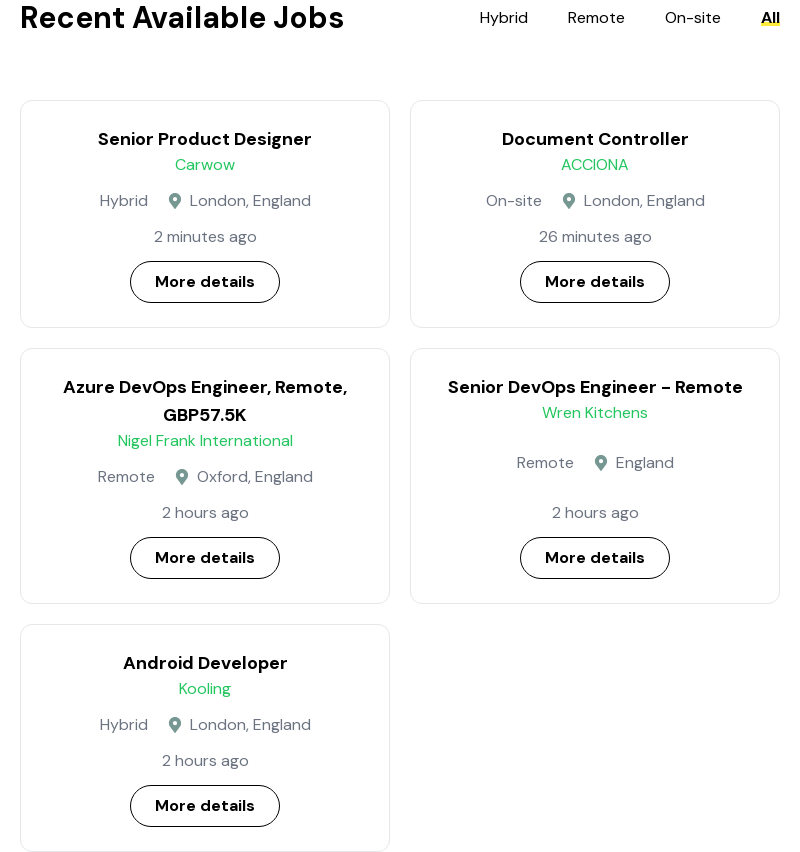 Recent Available Jobs
Hybrid Remote On-site All
Senior Product Designer
Carwow
Hybrid London, England
2 minutes ago
More details
Document Controller
ACCIONA
On-site London, England
26 minutes ago
More details
Azure DevOps Engineer, Remote,
GBP57.5K
Nigel Frank International
Remote Oxford, England
2 hours ago
More details
Senior DevOps Engineer - Remote
Wren Kitchens
Remote England
2 hours ago
More details
Android Developer
Kooling
Hybrid London, England
2 hours ago
More details